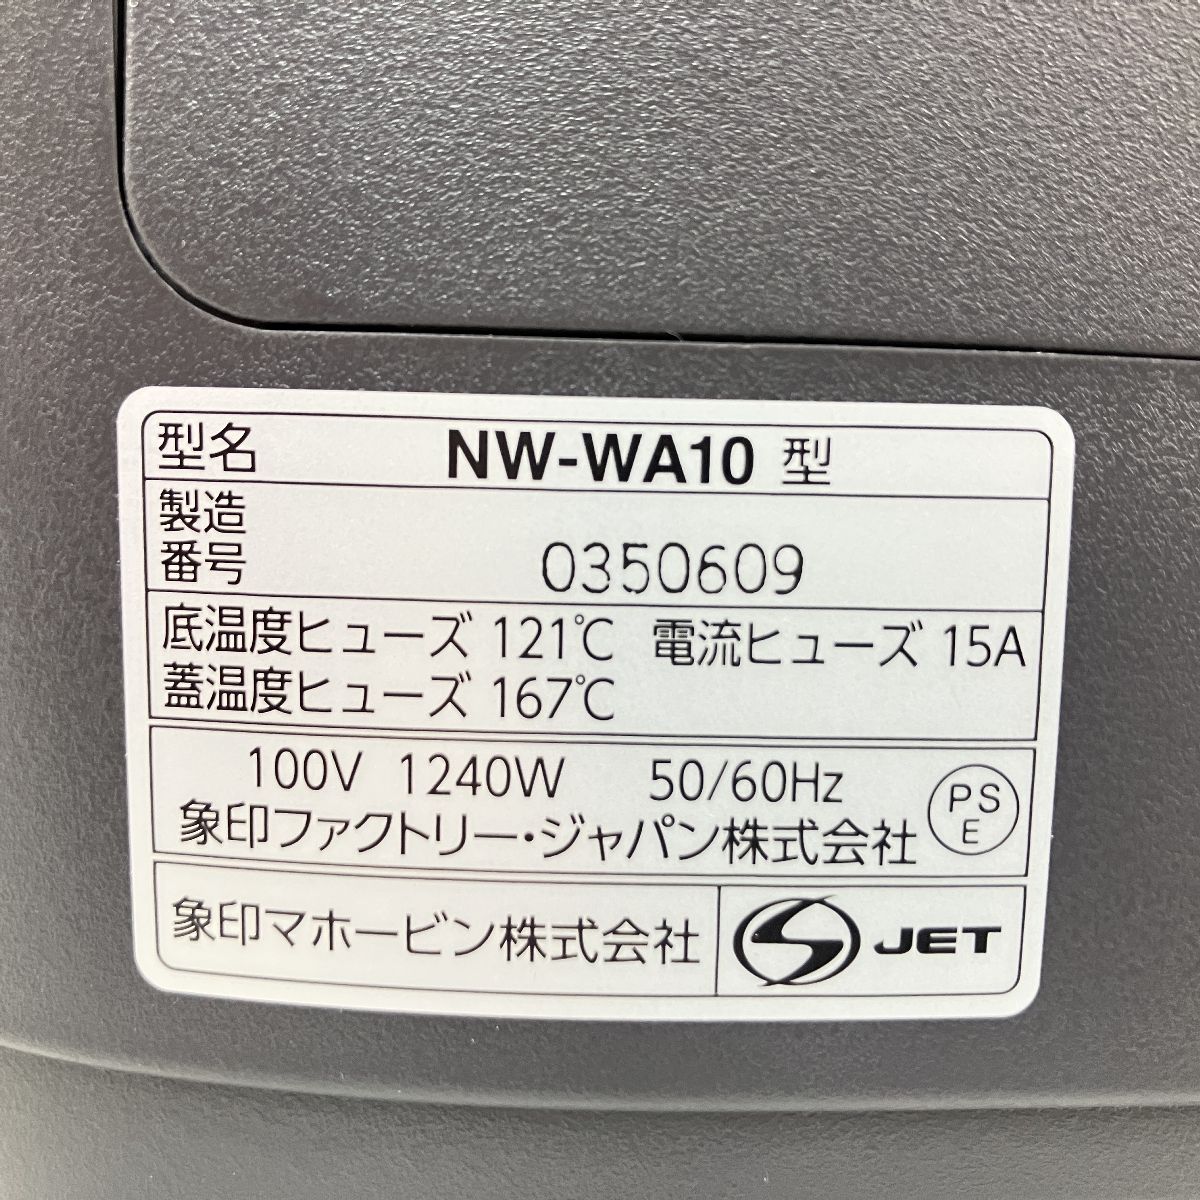 型名 NW-WA10 型
製造
番号 0350609
底温度ヒューズ 121℃ 電流ヒューズ 15A
蓋温度ヒューズ 167℃
100V 1240W 50/60Hz
象印ファクトリー・ジャパン株式会社
PS
E
象印マホービン株式会社
JET